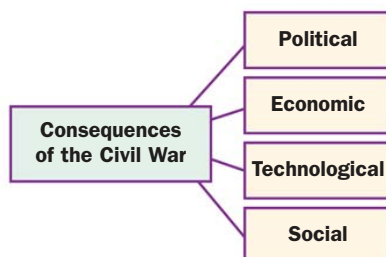 Consequences
of the Civil War
Political
Economic
Technological
Social